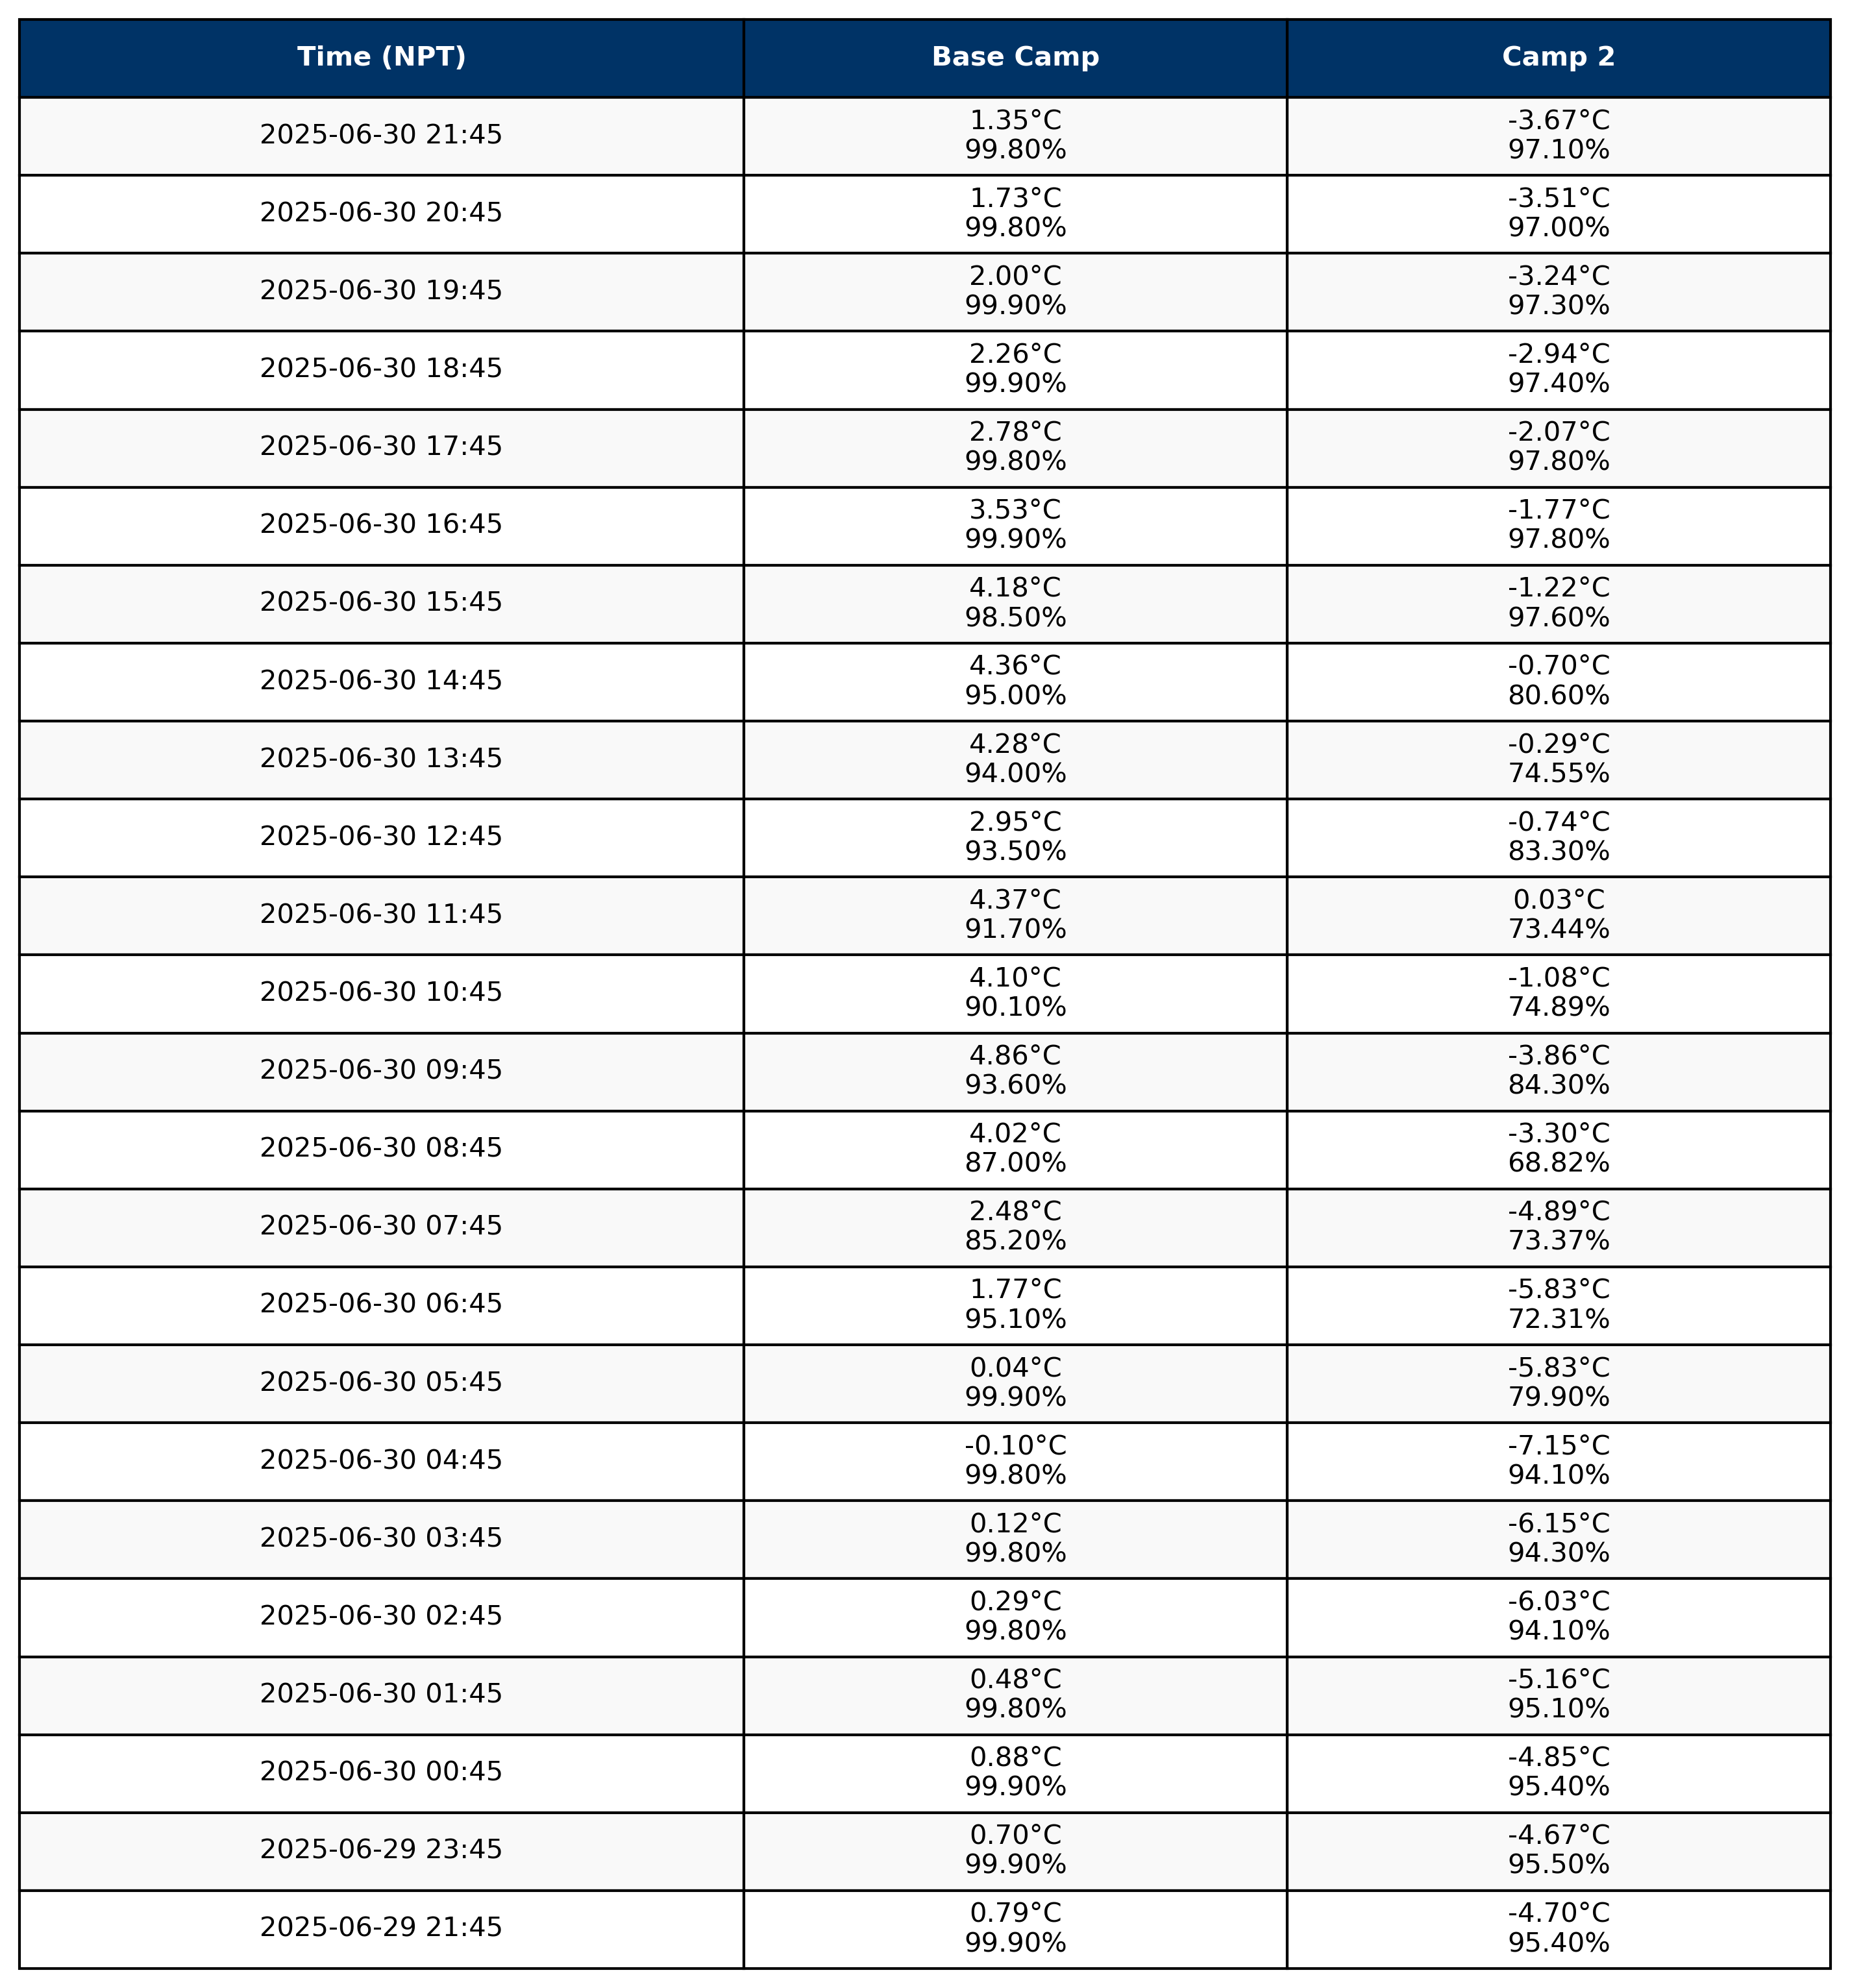 Time (NPT) Base Camp Camp 2
2025-06-30 21:45 1.35°C -3.67°C
99.80% 97.10%
2025-06-30 20:45 1.73°C -3.51°C
99.80% 97.00%
2025-06-30 19:45 2.00°C -3.24°C
99.90% 97.30%
2025-06-30 18:45 2.26°C -2.94°C
99.90% 97.40%
2025-06-30 17:45 2.78°C -2.07°C
99.80% 97.80%
2025-06-30 16:45 3.53°C -1.77°C
99.90% 97.80%
2025-06-30 15:45 4.18°C -1.22°C
98.50% 97.60%
2025-06-30 14:45 4.36°C -0.70°C
95.00% 80.60%
2025-06-30 13:45 4.28°C -0.29°C
94.00% 74.55%
2025-06-30 12:45 2.95°C -0.74°C
93.50% 83.30%
2025-06-30 11:45 4.37°C 0.03°C
91.70% 73.44%
2025-06-30 10:45 4.10°C -1.08°C
90.10% 74.89%
2025-06-30 09:45 4.86°C -3.86°C
93.60% 84.30%
2025-06-30 08:45 4.02°C -3.30°C
87.00% 68.82%
2025-06-30 07:45 2.48°C -4.89°C
85.20% 73.37%
2025-06-30 06:45 1.77°C -5.83°C
95.10% 72.31%
2025-06-30 05:45 0.04°C -5.83°C
99.90% 79.90%
2025-06-30 04:45 -0.10°C -7.15°C
99.80% 94.10%
2025-06-30 03:45 0.12°C -6.15°C
99.80% 94.30%
2025-06-30 02:45 0.29°C -6.03°C
99.80% 94.10%
2025-06-30 01:45 0.48°C -5.16°C
99.80% 95.10%
2025-06-30 00:45 0.88°C -4.85°C
99.90% 95.40%
2025-06-29 23:45 0.70°C -4.67°C
99.90% 95.50%
2025-06-29 21:45 0.79°C -4.70°C
99.90% 95.40%